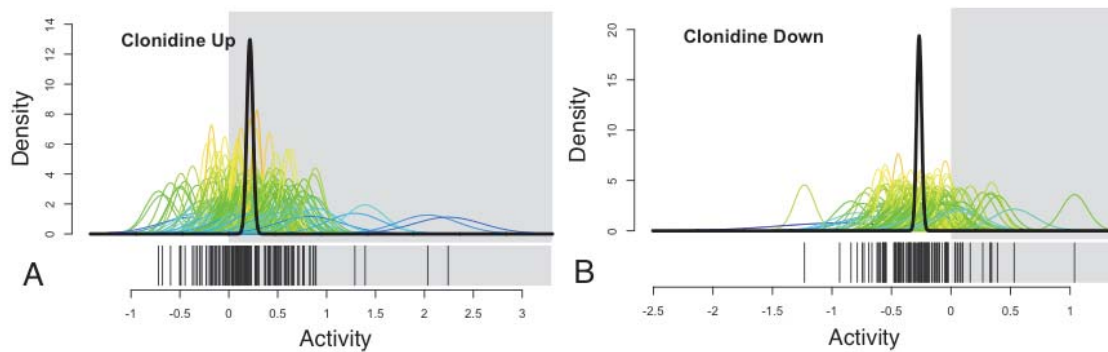 Clonidine Up
Density
14
12
10
8
6
4
2
0
A
-1 -0.5 0 0.5 1 1.5 2 2.5 3
Activity
Clonidine Down
Density
20
15
10
5
0
B
-2.5 -2 -1.5 -1 -0.5 0 0.5 1
Activity